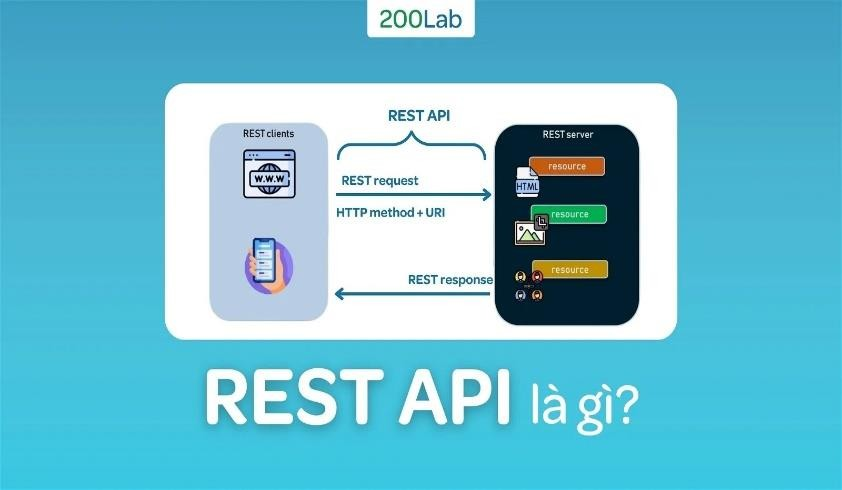 200Lab
REST API
REST clients
REST server
WWW
REST request
HTTP method + URI
REST response
resource
HTML
resource
resource
REST API là gì?